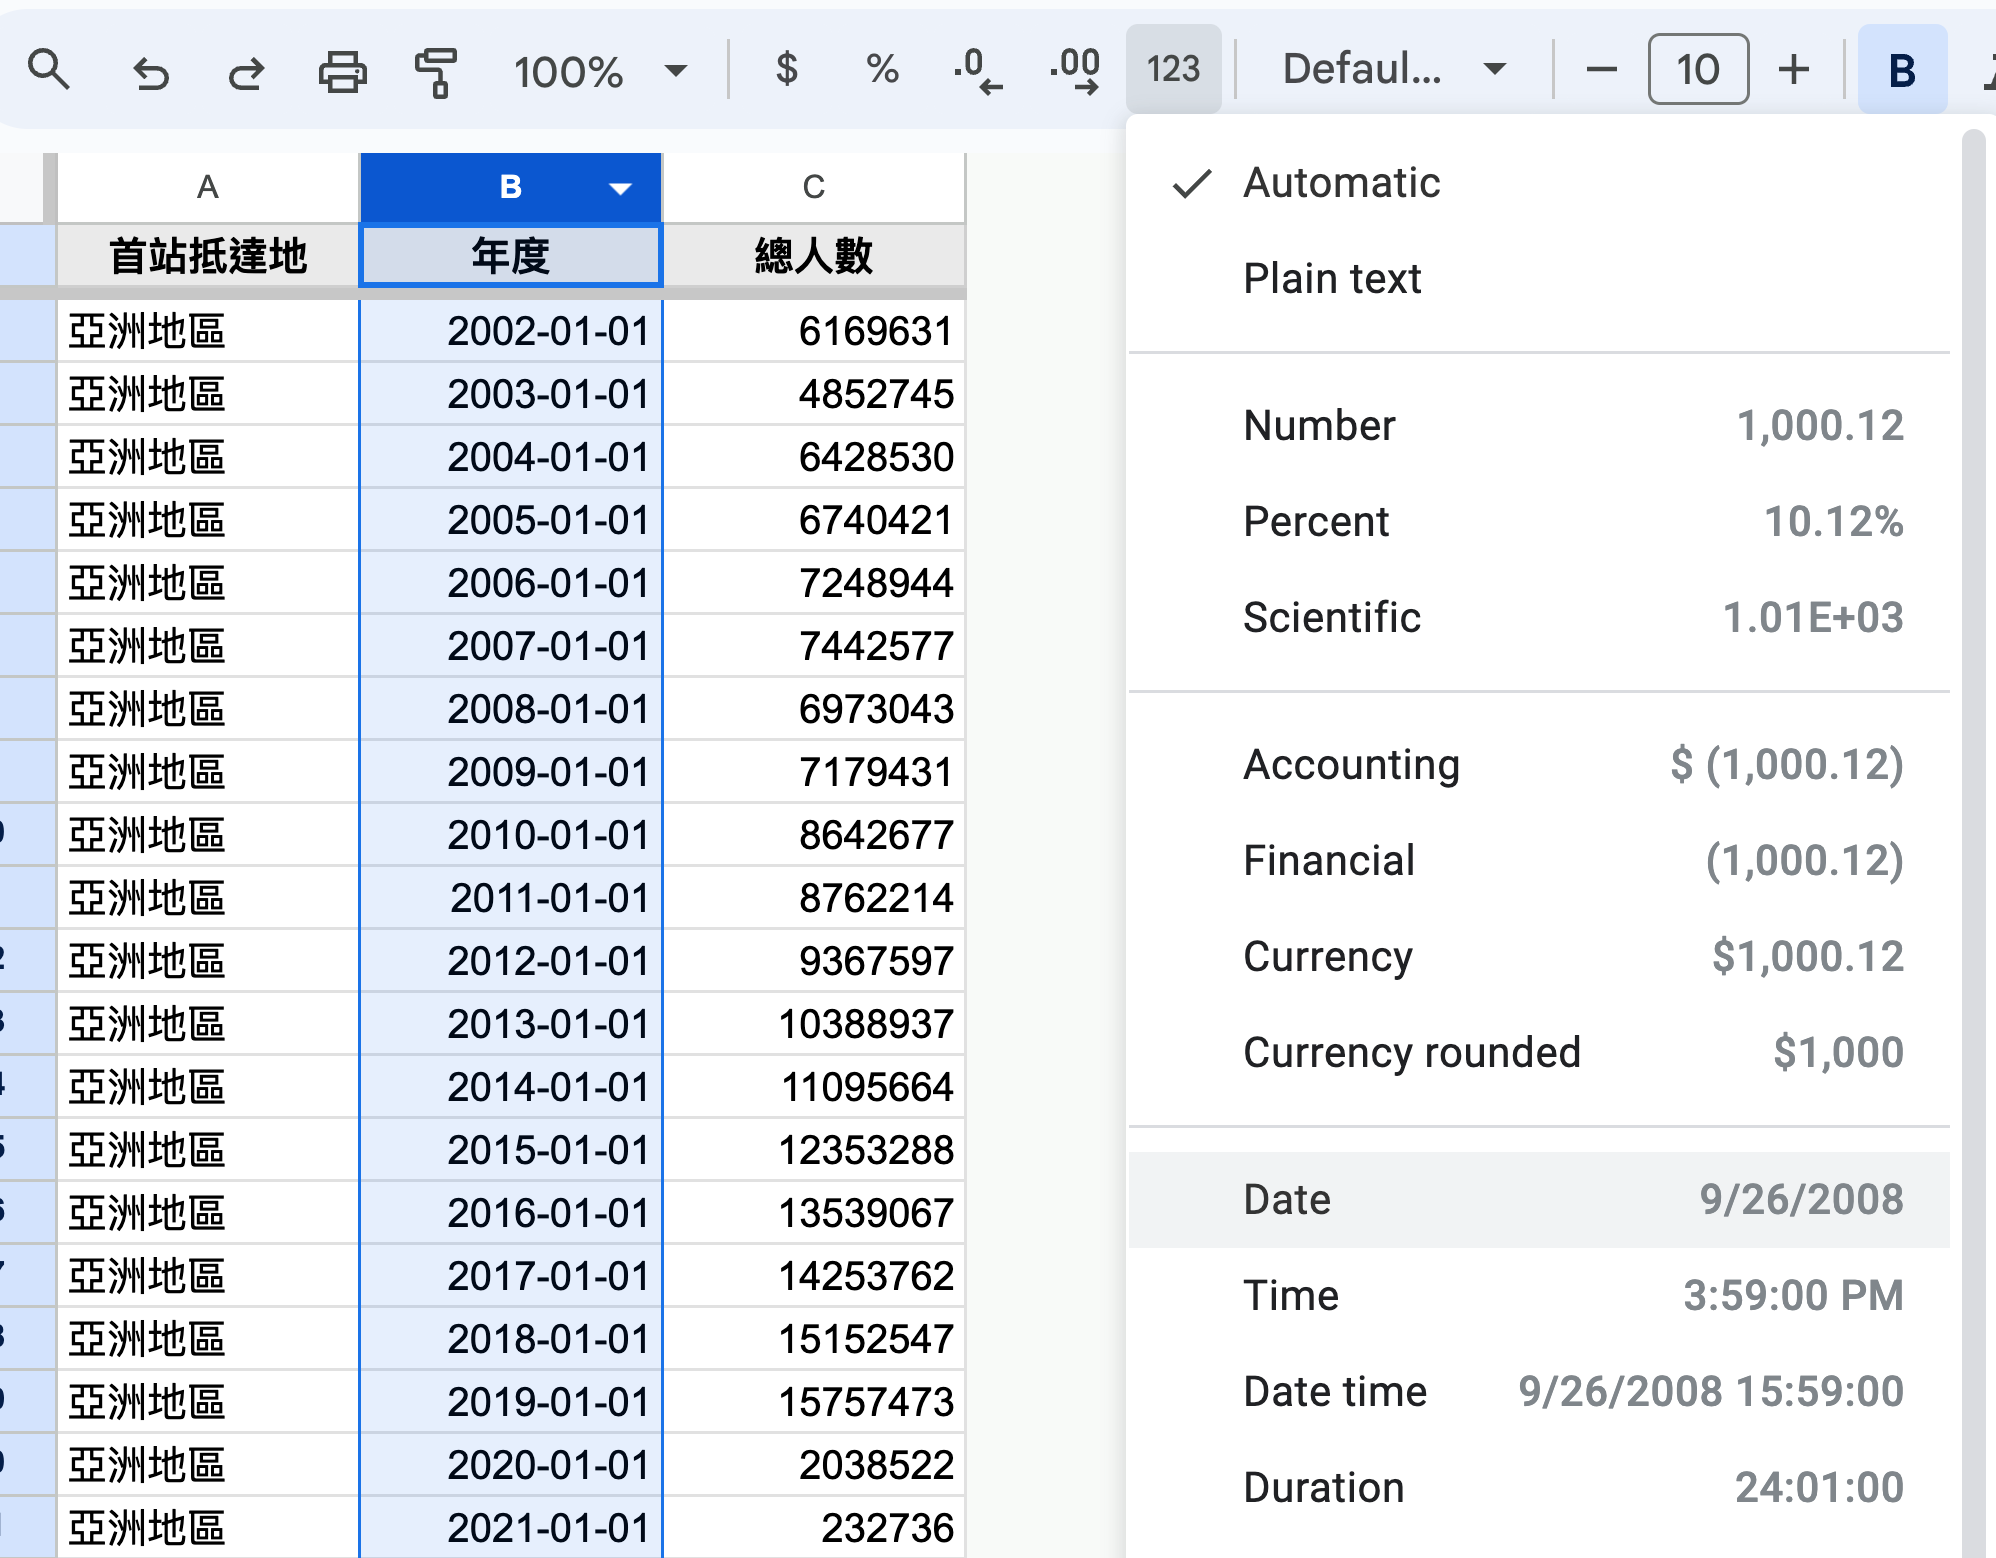 100% $ % .0 .00 123 Defaul... 10 B
A B C
首站抵達地 年度 總人數
亞洲地區 2002-01-01 6169631
亞洲地區 2003-01-01 4852745
亞洲地區 2004-01-01 6428530
亞洲地區 2005-01-01 6740421
亞洲地區 2006-01-01 7248944
亞洲地區 2007-01-01 7442577
亞洲地區 2008-01-01 6973043
亞洲地區 2009-01-01 7179431
亞洲地區 2010-01-01 8642677
亞洲地區 2011-01-01 8762214
亞洲地區 2012-01-01 9367597
亞洲地區 2013-01-01 10388937
亞洲地區 2014-01-01 11095664
亞洲地區 2015-01-01 12353288
亞洲地區 2016-01-01 13539067
亞洲地區 2017-01-01 14253762
亞洲地區 2018-01-01 15152547
亞洲地區 2019-01-01 15757473
亞洲地區 2020-01-01 2038522
亞洲地區 2021-01-01 232736
Automatic
Plain text
Number 1,000.12
Percent 10.12%
Scientific 1.01E+03
Accounting $ (1,000.12)
Financial (1,000.12)
Currency $1,000.12
Currency rounded $1,000
Date 9/26/2008
Time 3:59:00 PM
Date time 9/26/2008 15:59:00
Duration 24:01:00